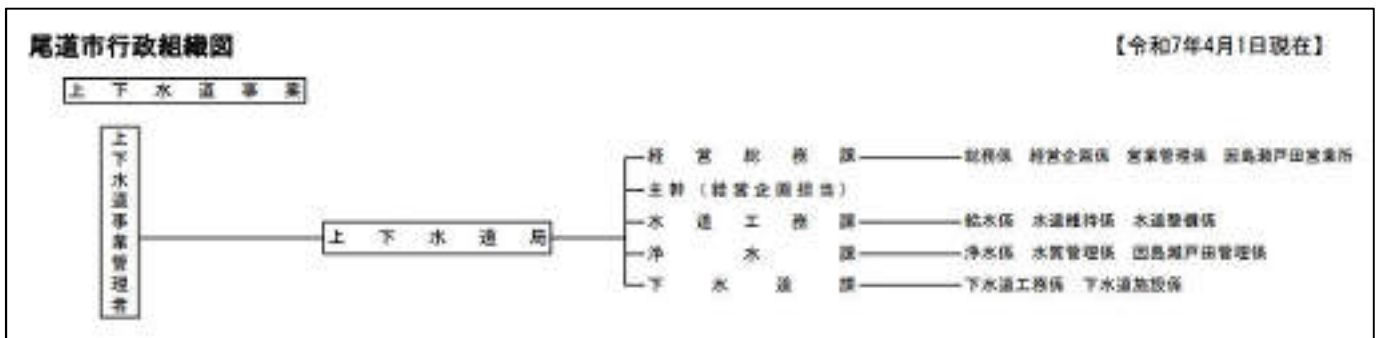 尾道市行政組織図
【令和7年4月1日現在】
上下水道事業
上下水道事業管理者
上下水道局
経営総務課
総務係 経営企画係 営業管理係 因島瀬戸田営業所
主幹(経営企画担当)
水道工務課
給水係 水道維持係 水道整備係
浄水課
浄水係 水質管理係 因島瀬戸田管理係
下水道課
下水道工務係 下水道施設係